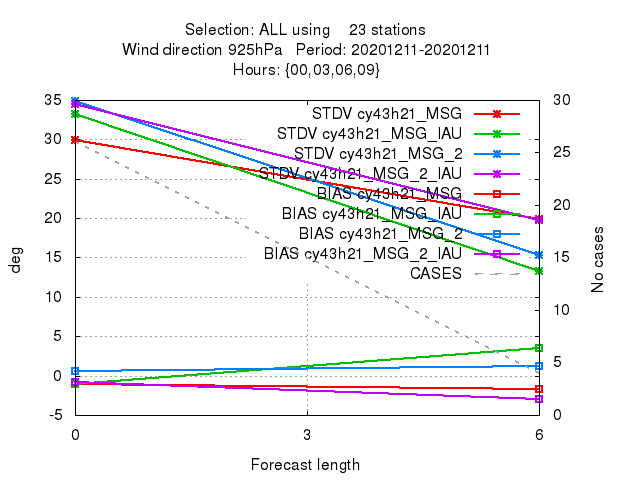 Selection: ALL using 23 stations
Wind direction 925hPa Period: 20201211-20201211
Hours: {00,03,06,09}
35
30
25
20
15
10
5
0
-5
deg
STDV cy43h21_MSG
STDV cy43h21_MSG_IAU
STDV cy43h21_MSG_2
STDV cy43h21_MSG_2_IAU
BIAS cy43h21_MSG
BIAS cy43h21_MSG_IAU
BIAS cy43h21_MSG_2
BIAS cy43h21_MSG_2_IAU
CASES
30
25
20
15
10
5
0
No cases
0 3 6
Forecast length